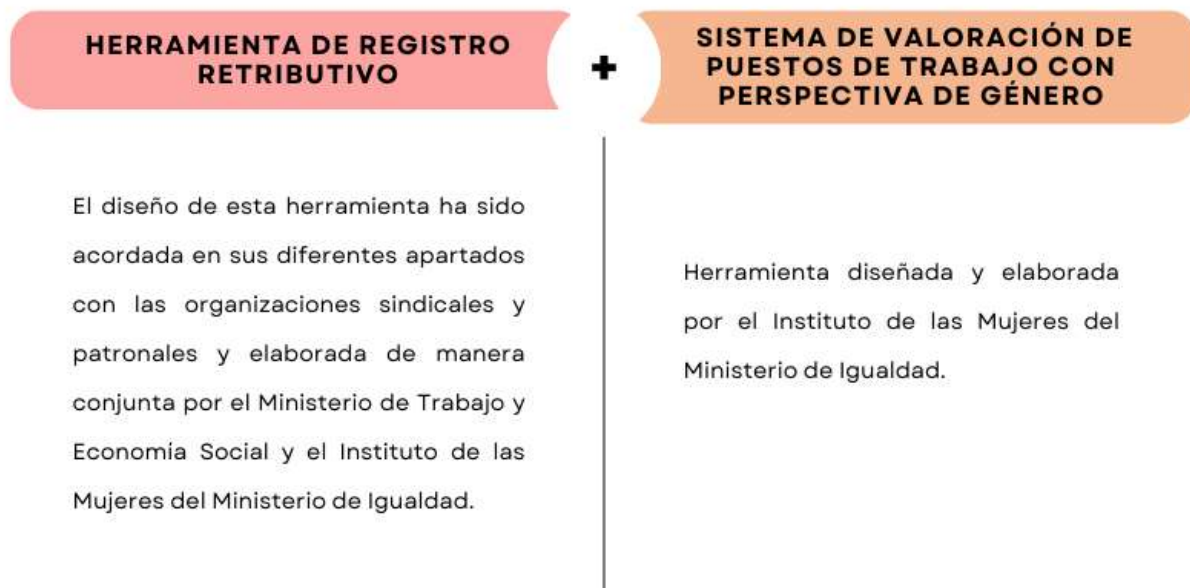 HERRAMIENTA DE REGISTRO
RETRIBUTIVO
+
SISTEMA DE VALORACIÓN DE
PUESTOS DE TRABAJO CON
PERSPECTIVA DE GÉNERO
El diseño de esta herramienta ha sido
acordada en sus diferentes apartados
con las organizaciones sindicales y
patronales y elaborada de manera
conjunta por el Ministerio de Trabajo y
Economía Social y el Instituto de las
Mujeres del Ministerio de Igualdad.
Herramienta diseñada y elaborada
por el Instituto de las Mujeres del
Ministerio de Igualdad.